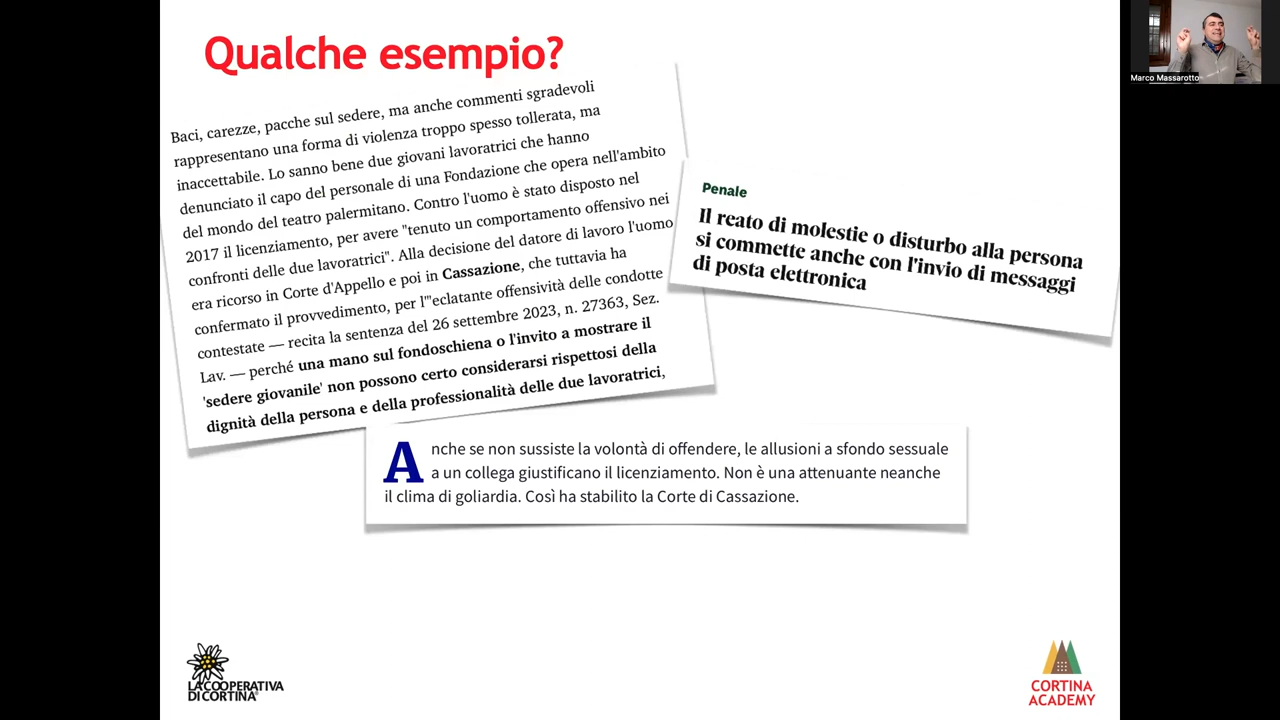 Qualche esempio?
Baci, carezze, pacche sul sedere, ma anche commenti sgradevoli
rappresentano una forma di violenza troppo spesso tollerata, ma
inaccettabile. Lo sanno bene due giovani lavoratrici che hanno
denunciato il capo del personale di una Fondazione che opera nell'ambito
del mondo del teatro palermitano. Contro l'uomo è stato disposto nel
2017 il licenziamento, per avere "tenuto un comportamento offensivo nei
confronti delle due lavoratrici". Alla decisione del datore di lavoro l'uomo
era ricorso in Corte d'Appello e poi in Cassazione, che tuttavia ha
confermato il provvedimento, per l'"eclatante offensività delle condotte
contestate — recita la sentenza del 26 settembre 2023, n. 27363, Sez.
Lav. — perché una mano sul fondoschiena o l'invito a mostrare il
'sedere giovanile' non possono certo considerarsi rispettosi della
dignità della persona e della professionalità delle due lavoratrici,
Penale
Il reato di molestie o disturbo alla persona
si commette anche con l'invio di messaggi
di posta elettronica
Anche se non sussiste la volontà di offendere, le allusioni a sfondo sessuale
a un collega giustificano il licenziamento. Non è una attenuante neanche
il clima di goliardia. Così ha stabilito la Corte di Cassazione.
LA COOPERATIVA
DI CORTINA
CORTINA
ACADEMY
Marco Massarotto